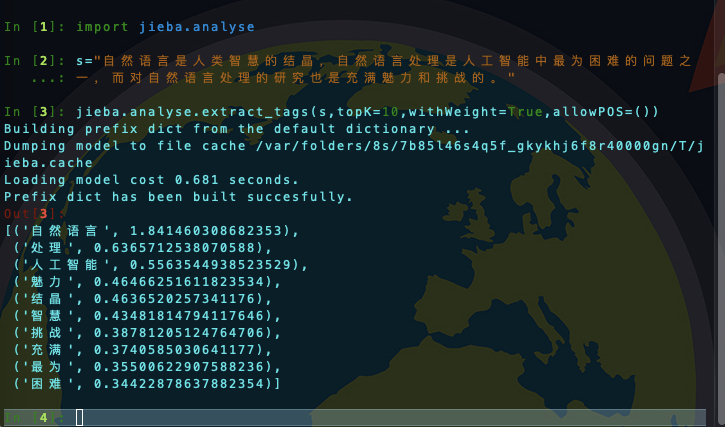 In [1]: import jieba.analyse
In [2]: s="自然语言是人类智慧的结晶，自然语言处理是人工智能中最为困难的问题之
...: 一，而对自然语言处理的研究也是充满魅力和挑战的。"
In [3]: jieba.analyse.extract_tags(s,topK=10,withWeight=True,allowPOS=())
Building prefix dict from the default dictionary ...
Dumping model to file cache /var/folders/8s/7b85l46s4q5f_gkykhj6f8r40000gn/T/j
ieba.cache
Loading model cost 0.681 seconds.
Prefix dict has been built succesfully.
Out[3]:
[('自然语言', 1.841460308682353),
('处理', 0.6365712538070588),
('人工智能', 0.5563544938523529),
('魅力', 0.4646625161182353​4),
('结晶', 0.4636520257341176),
('智慧', 0.43481814794117646),
('挑战', 0.38781205124764706),
('充满', 0.3740585030641177),
('最为', 0.35500622907588236),
('困难', 0.34422878637882354)]
In [4]: